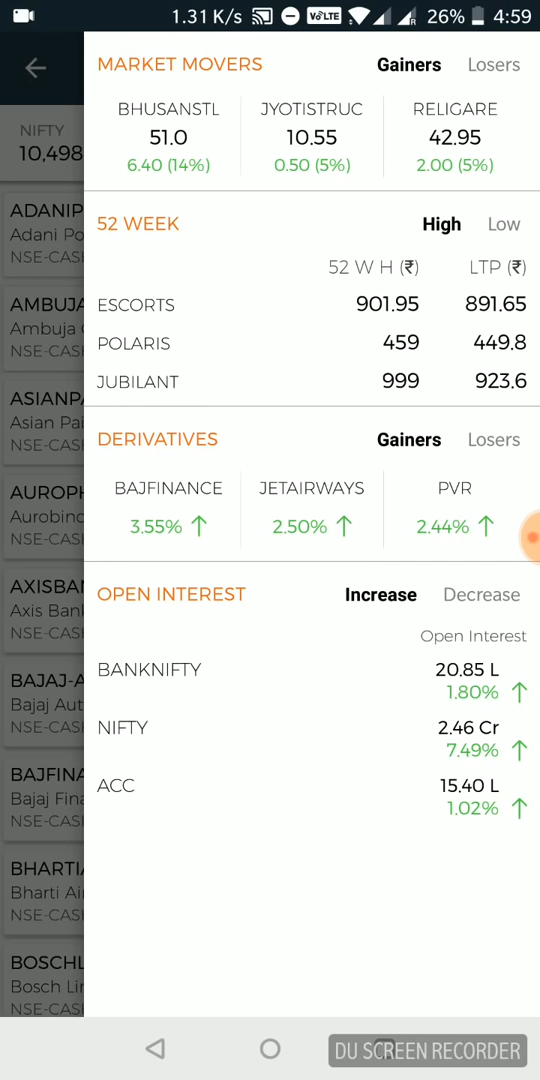 1.31 K/s VoLTE R 26% 4:59
MARKET MOVERS Gainers Losers
BHUSANSTL JYOTISTRUC RELIGARE
51.0 10.55 42.95
6.40 (14%) 0.50 (5%) 2.00 (5%)
52 WEEK High Low
52 W H (₹) LTP (₹)
ESCORTS 901.95 891.65
POLARIS 459 449.8
JUBILANT 999 923.6
DERIVATIVES Gainers Losers
BAJFINANCE JETAIRWAYS PVR
3.55% 2.50% 2.44%
OPEN INTEREST Increase Decrease
Open Interest
BANKNIFTY 20.85 L
1.80%
NIFTY 2.46 Cr
7.49%
ACC 15.40 L
1.02%
NIFTY
10,498
ADANIP
Adani Po
NSE-CAS
AMBUJA
Ambuja
NSE-CAS
ASIANPA
Asian Pai
NSE-CAS
AUROPH
Aurobind
NSE-CAS
AXISBAN
Axis Bank
NSE-CAS
BAJAJ-A
Bajaj Aut
NSE-CAS
BAJFINA
Bajaj Fina
NSE-CAS
BHARTIA
Bharti Air
NSE-CAS
BOSCHL
Bosch Lim
NSE-CAS
DU SCREEN RECORDER